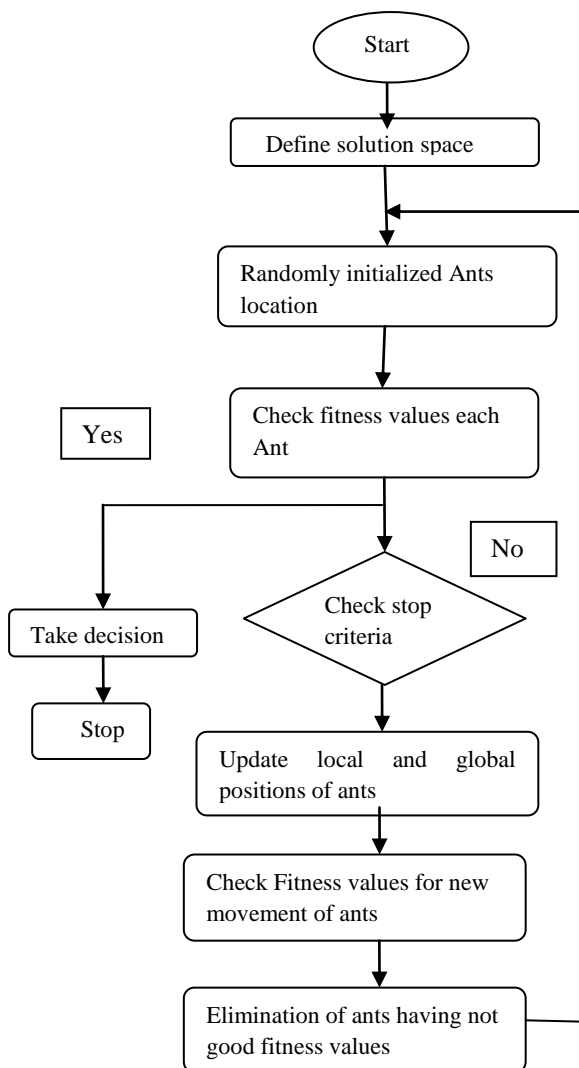 Start
Define solution space
Randomly initialized Ants
location
Check fitness values each
Ant
Yes
No
Check stop
criteria
Take decision
Stop
Update local and global
positions of ants
Check Fitness values for new
movement of ants
Elimination of ants having not
good fitness values